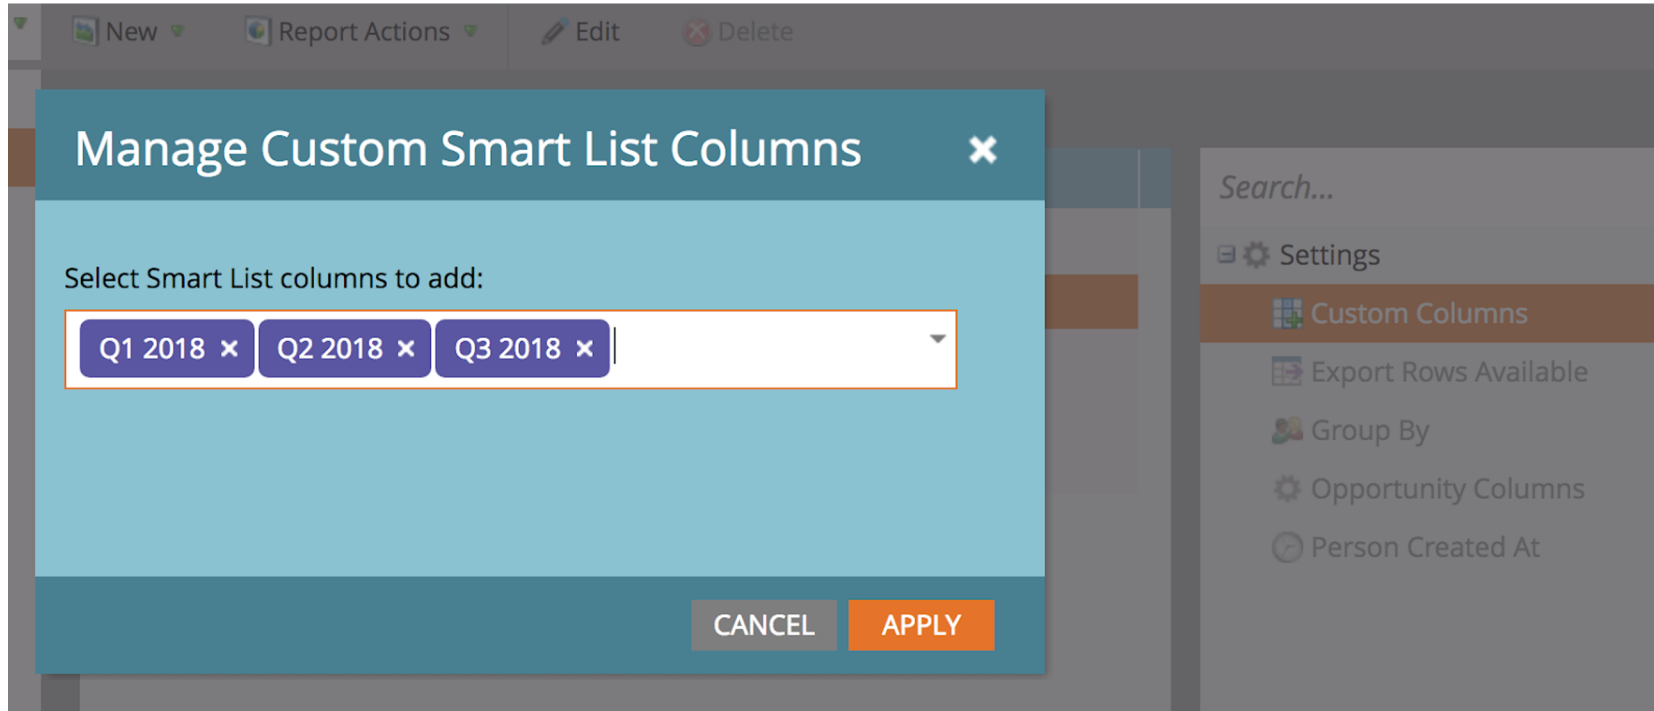 New Report Actions Edit Delete
Manage Custom Smart List Columns
Select Smart List columns to add:
Q1 2018 Q2 2018 Q3 2018
CANCEL APPLY
Search...
Settings
Custom Columns
Export Rows Available
Group By
Opportunity Columns
Person Created At